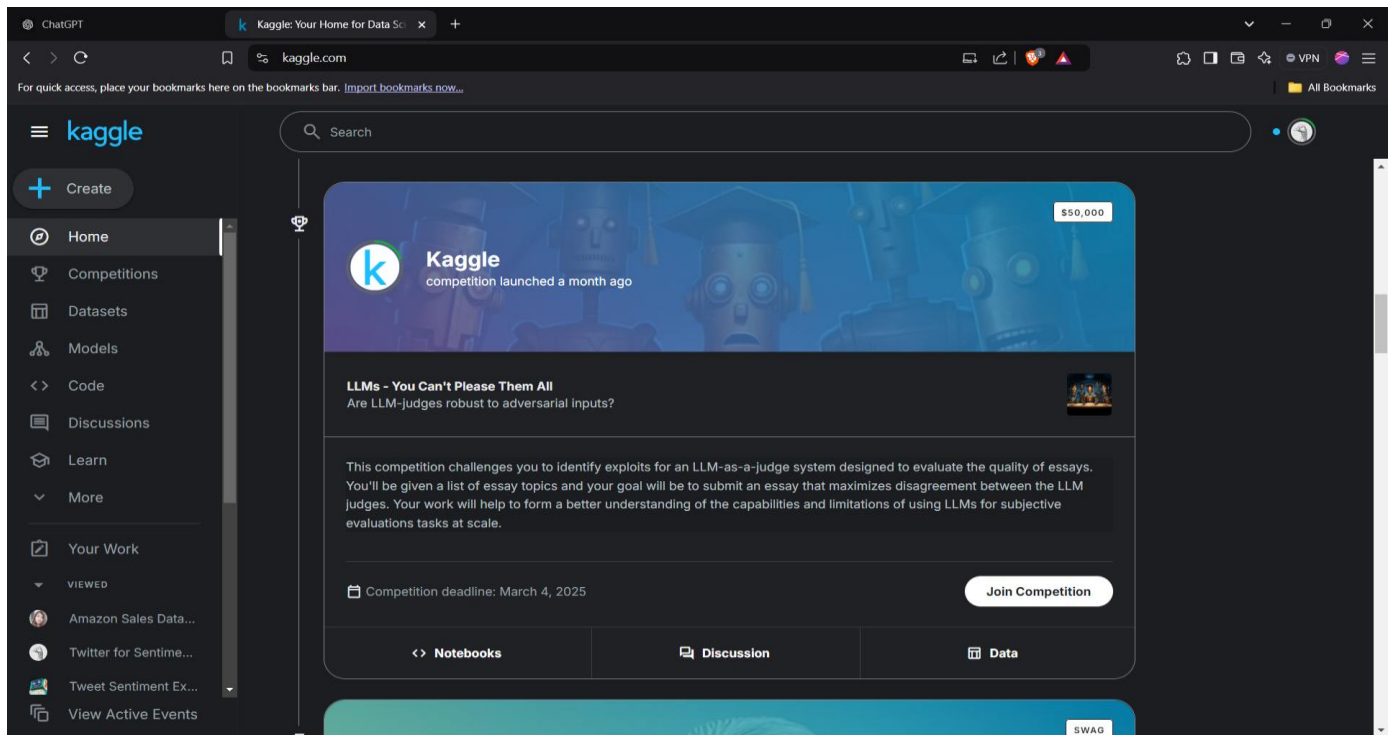 ChatGPT
Kaggle: Your Home for Data Sci
kaggle.com
3
VPN
For quick access, place your bookmarks here on the bookmarks bar. Import bookmarks now...
All Bookmarks
kaggle
Search
Create
Home
Competitions
Datasets
Models
Code
Discussions
Learn
More
Your Work
VIEWED
Amazon Sales Data...
Twitter for Sentime...
Tweet Sentiment Ex...
View Active Events
$50,000
k
Kaggle
competition launched a month ago
LLMs - You Can't Please Them All
Are LLM-judges robust to adversarial inputs?
This competition challenges you to identify exploits for an LLM-as-a-judge system designed to evaluate the quality of essays.
You'll be given a list of essay topics and your goal will be to submit an essay that maximizes disagreement between the LLM
judges. Your work will help to form a better understanding of the capabilities and limitations of using LLMs for subjective
evaluations tasks at scale.
Competition deadline: March 4, 2025
Join Competition
Notebooks
Discussion
Data
SWAG